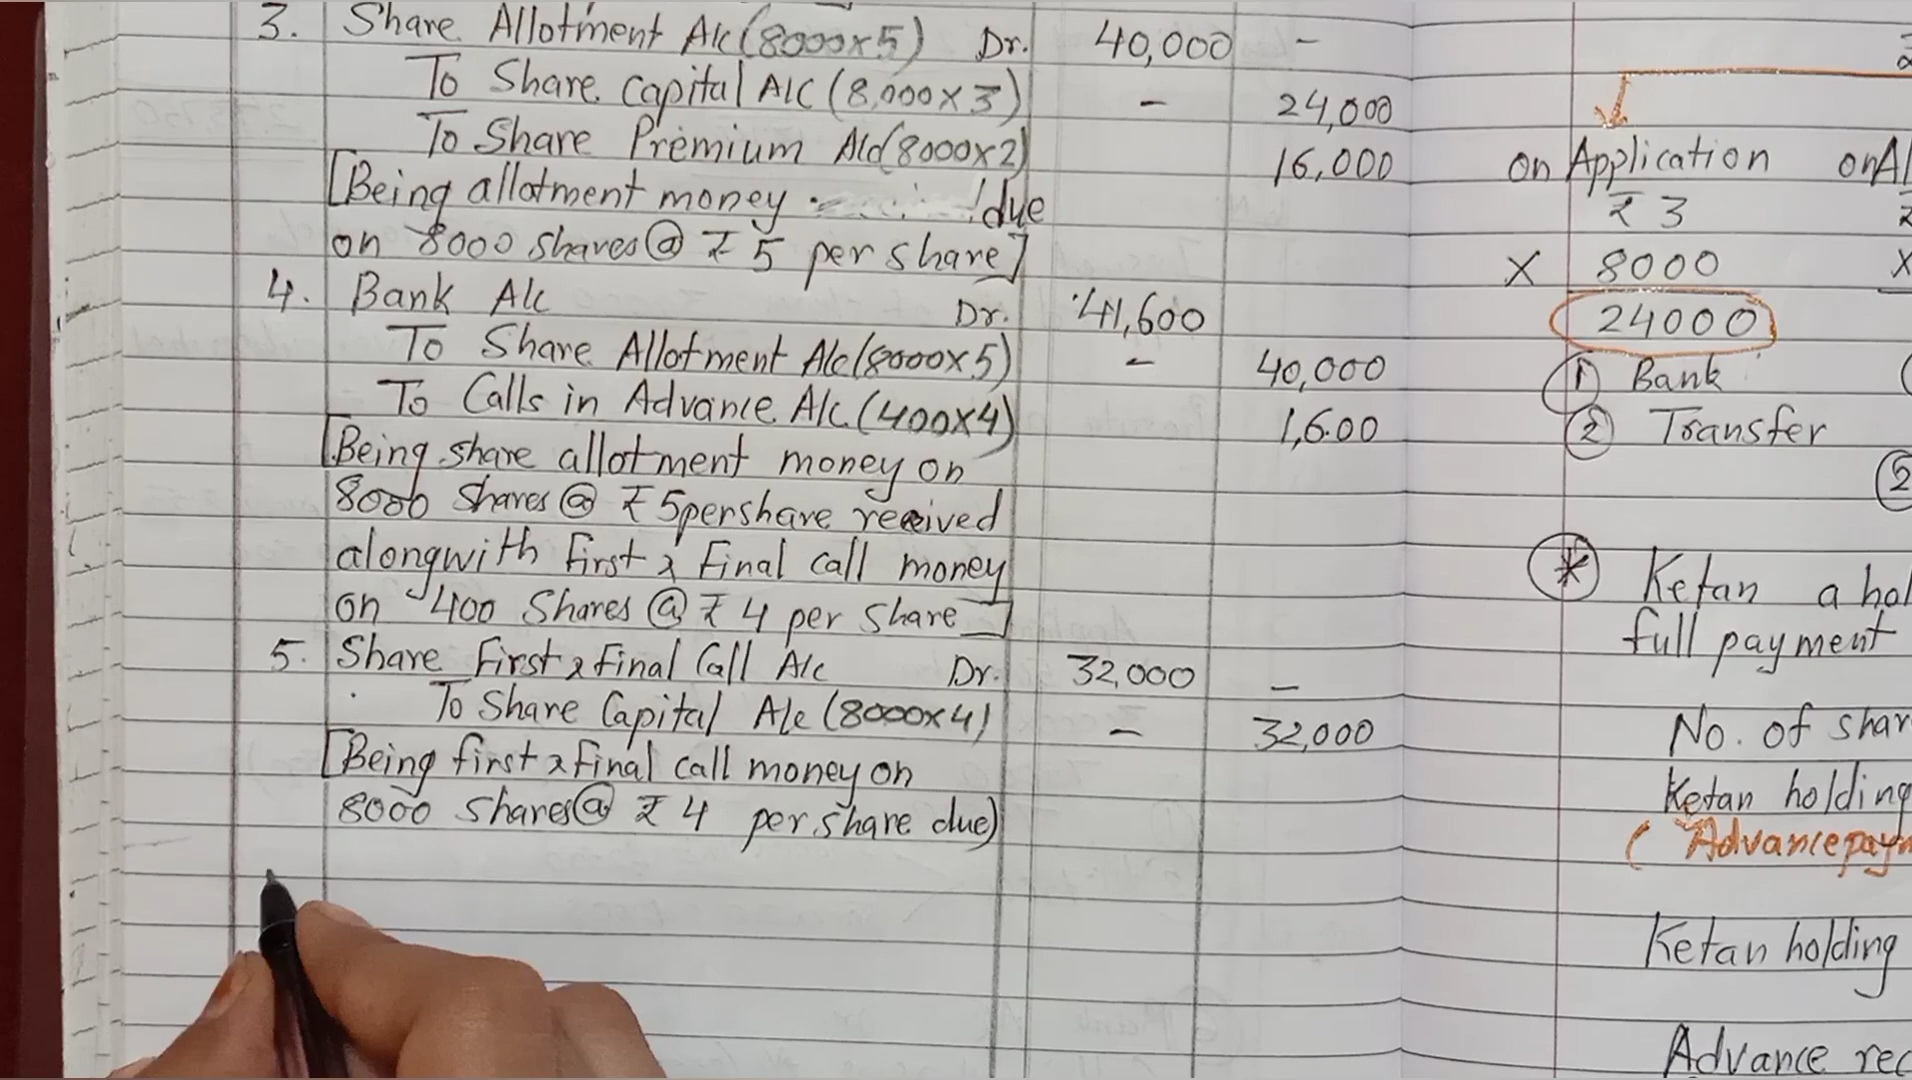 3. Share Allotment A/c (8000x5) Dr. 40,000 -
To Share Capital A/C (8,000x3) - 24,000
To Share Premium A/c (8000x2) 16,000
[Being allotment money due
on 8000 shares @ ₹ 5 per share]
4. Bank A/c Dr. 41,600
To Share Allotment A/c (8000x5) - 40,000
To Calls in Advance A/c. (400x4) 1,600
[Being share allotment money on
8000 Shares @ ₹ 5 per share received
alongwith First & Final call money
on 400 Shares @ ₹ 4 per Share]
5. Share First & Final Call A/c Dr. 32,000 -
To Share Capital A/c (8000x4) - 32,000
[Being first & Final call money on
8000 shares @ ₹ 4 per share due)
on Application on Al
₹ 3
X 8000 X
24000
1 Bank
2 Transfer
2
* Ketan a hol
full payment
No. of shar
Ketan holding
( Advance paym
Ketan holding
Advance rec